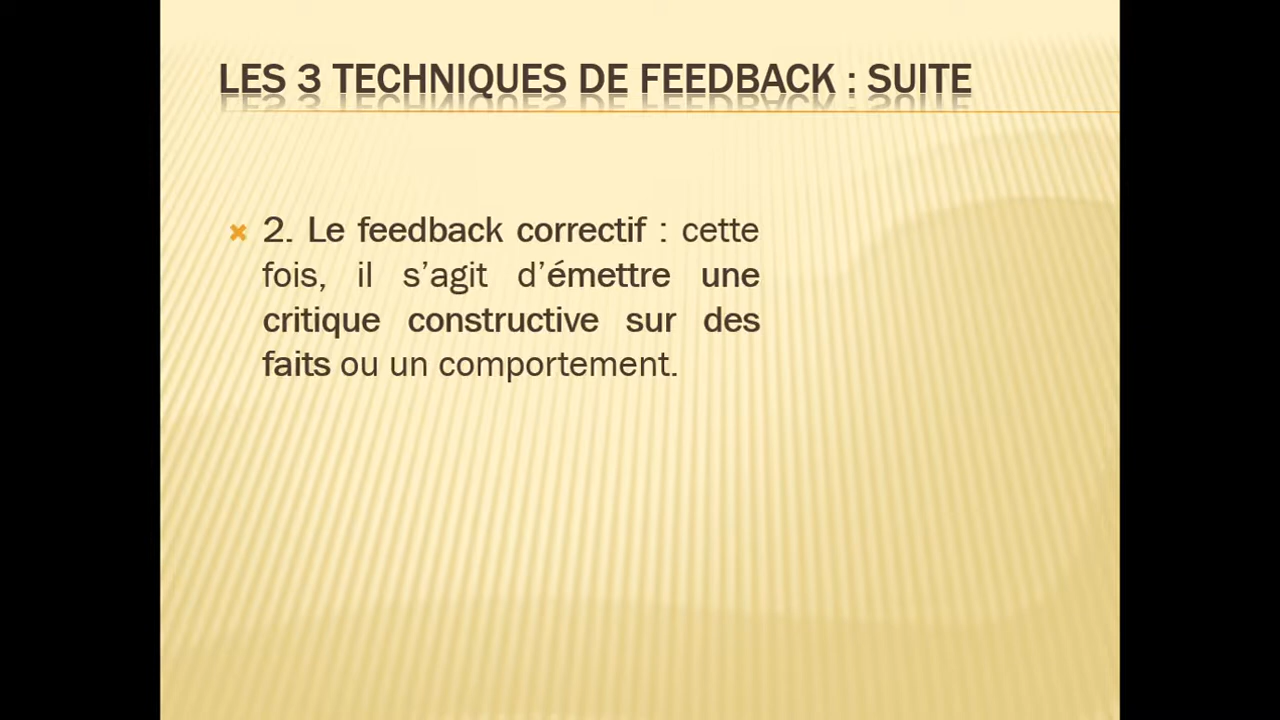 LES 3 TECHNIQUES DE FEEDBACK : SUITE
2. Le feedback correctif : cette
fois, il s’agit d’émettre une
critique constructive sur des
faits ou un comportement.